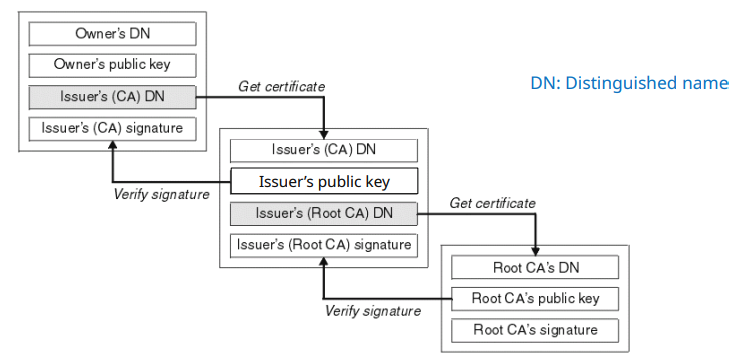 Owner's DN
Owner's public key
Issuer's (CA) DN
Issuer's (CA) signature
Get certificate
DN: Distinguished name
Verify signature
Issuer's (CA) DN
Issuer’s public key
Issuer's (Root CA) DN
Issuer's (Root CA) signature
Get certificate
Verify signature
Root CA's DN
Root CA's public key
Root CA's signature